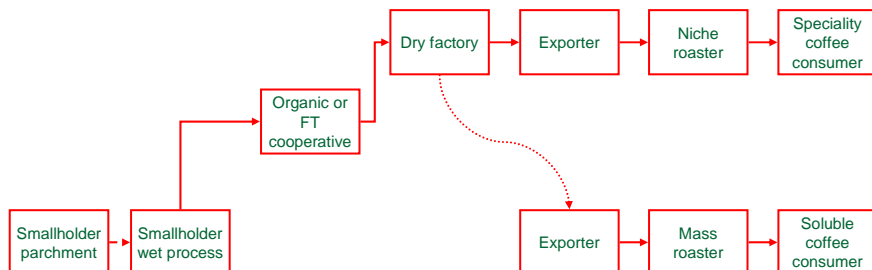 Dry factory
Exporter
Niche
roaster
Speciality
coffee
consumer
Organic or
FT
cooperative
Smallholder
parchment
Smallholder
wet process
Exporter
Mass
roaster
Soluble
coffee
consumer